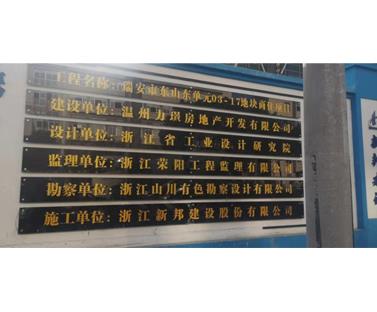 工程名称：瑞安市东山东单元03-17地块商住项目
建设单位：温州力璟房地产开发有限公司
设计单位：浙江省工业设计研究院
监理单位：浙江荣阳工程监理有限公司
勘察单位：浙江山川有色勘察设计有限公司
施工单位：浙江新邦建设股份有限公司